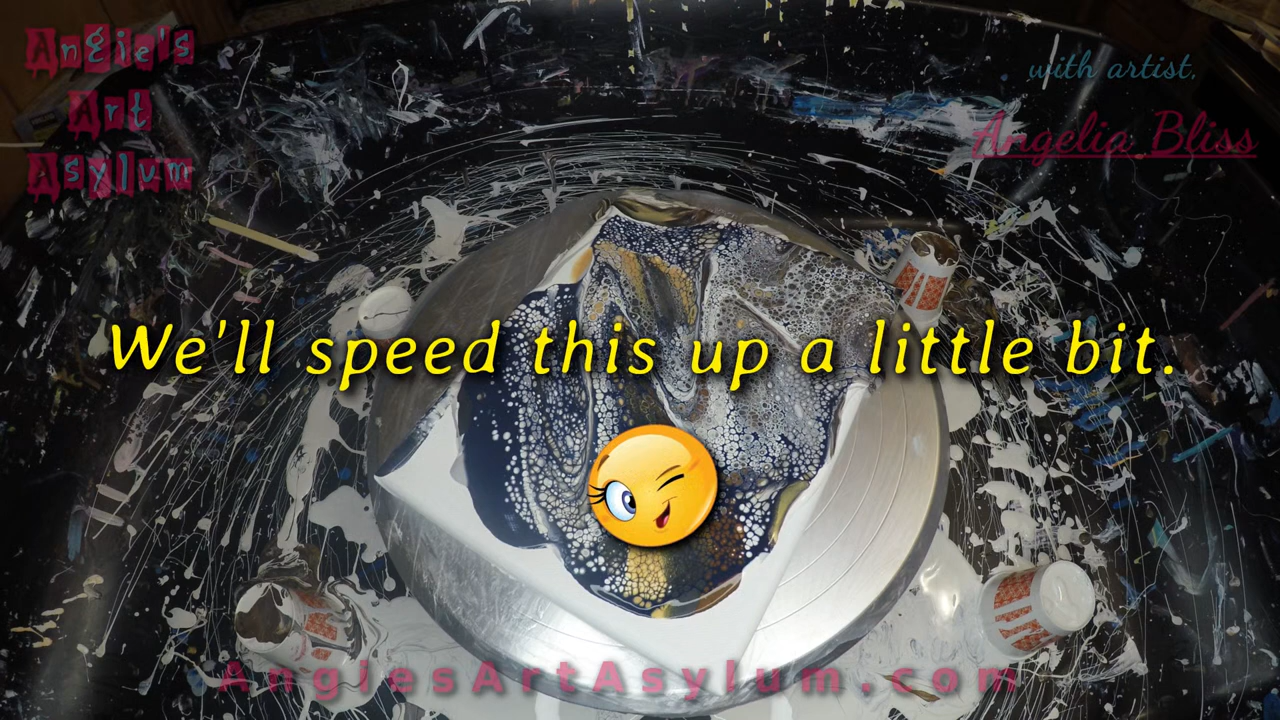 Angie's
Art
Asylum
with artist,
Angelia Bliss
We'll speed this up a little bit.
AngiesArtAsylum.com